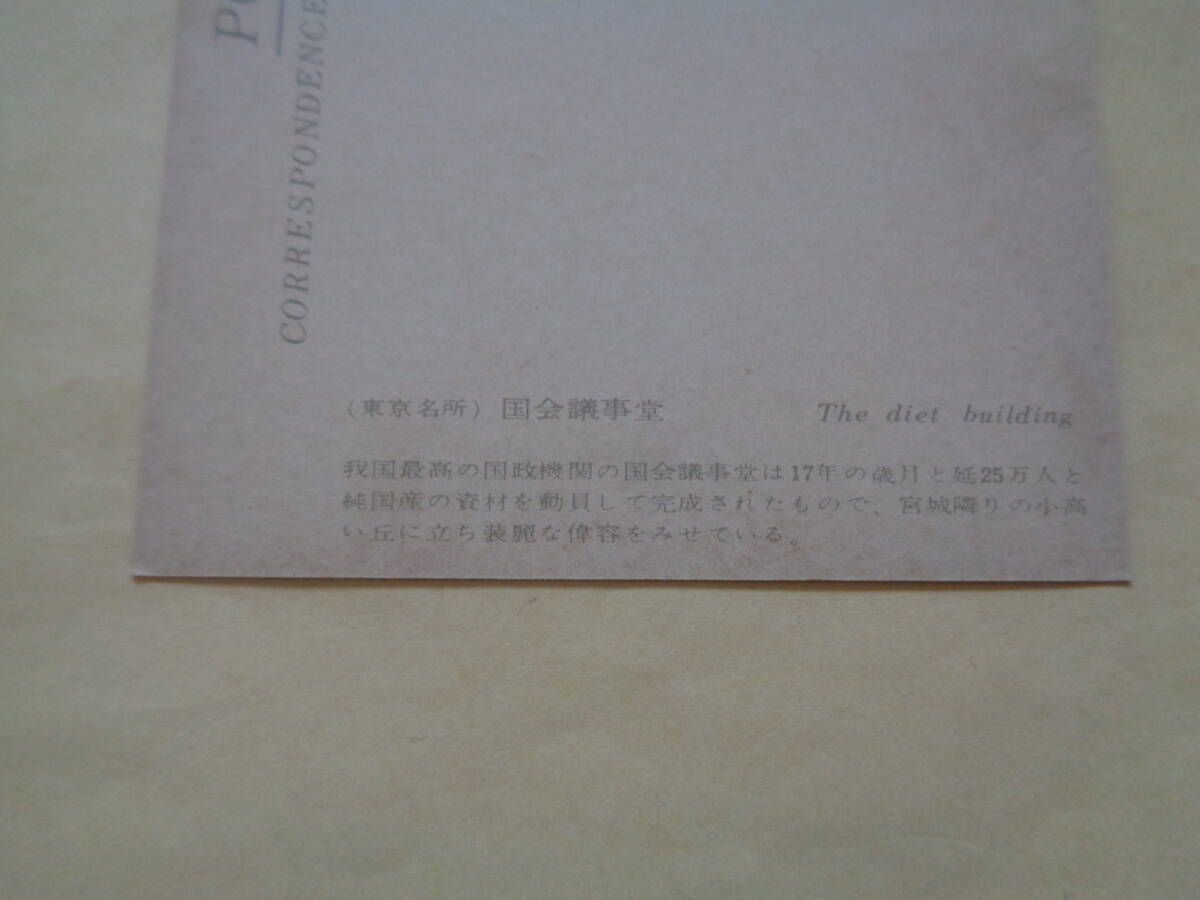 CORRESPONDENCE
（東京名所）国会議事堂 The diet building
我国最高の国政機関の国会議事堂は17年の歳月と延25万人と
純国産の資材を動員して完成されたもので、宮城隣りの小高
い丘に立ち装麗な偉容をみせている。